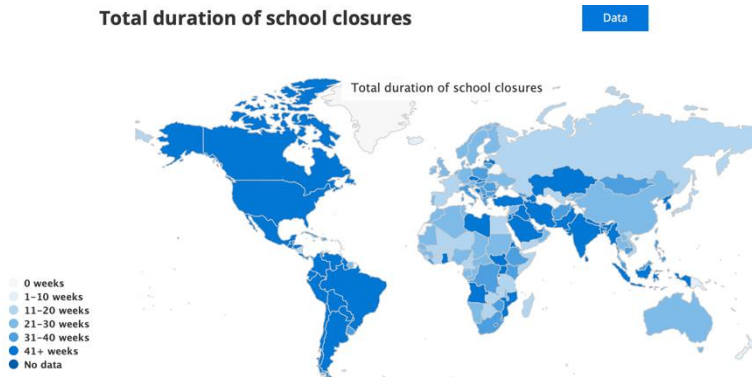 Total duration of school closures
Data
Total duration of school closures
0 weeks
1-10 weeks
11-20 weeks
21-30 weeks
31-40 weeks
41+ weeks
No data